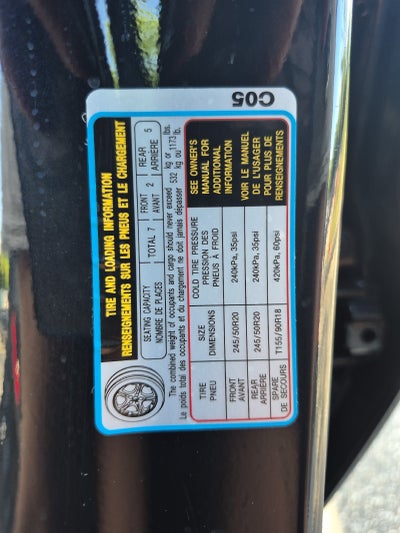 TIRE AND LOADING INFORMATION
RENSEIGNEMENTS SUR LES PNEUS ET LE CHARGEMENT
SEATING CAPACITY
NOMBRE DE PLACES
TOTAL 7
FRONT
AVANT 2
REAR
ARRIÈRE 5
The combined weight of occupants and cargo should never exceed
Le poids total des occupants et du chargement ne doit jamais dépasser
532 kg or 1173 lbs.
kg ou lb.
TIRE
PNEU
SIZE
DIMENSIONS
COLD TIRE PRESSURE
PRESSION DES
PNEUS À FROID
FRONT
AVANT
245/50R20
240kPa, 35psi
REAR
ARRIÈRE
245/50R20
240kPa, 35psi
SPARE
DE SECOURS
T155/90R18
420kPa, 60psi
SEE OWNER'S
MANUAL FOR
ADDITIONAL
INFORMATION
VOIR LE MANUEL
DE L'USAGER
POUR PLUS DE
RENSEIGNEMENTS
C05